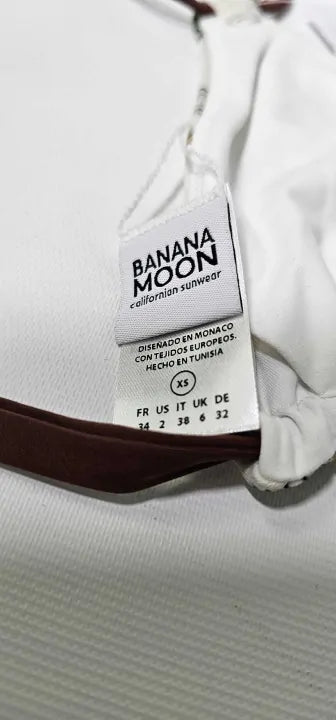 BANANA
MOON
californian sunwear
DISEÑADO EN MONACO
CON TEJIDOS EUROPEOS.
HECHO EN TUNISIA
XS
FR US IT UK DE
34 2 38 6 32